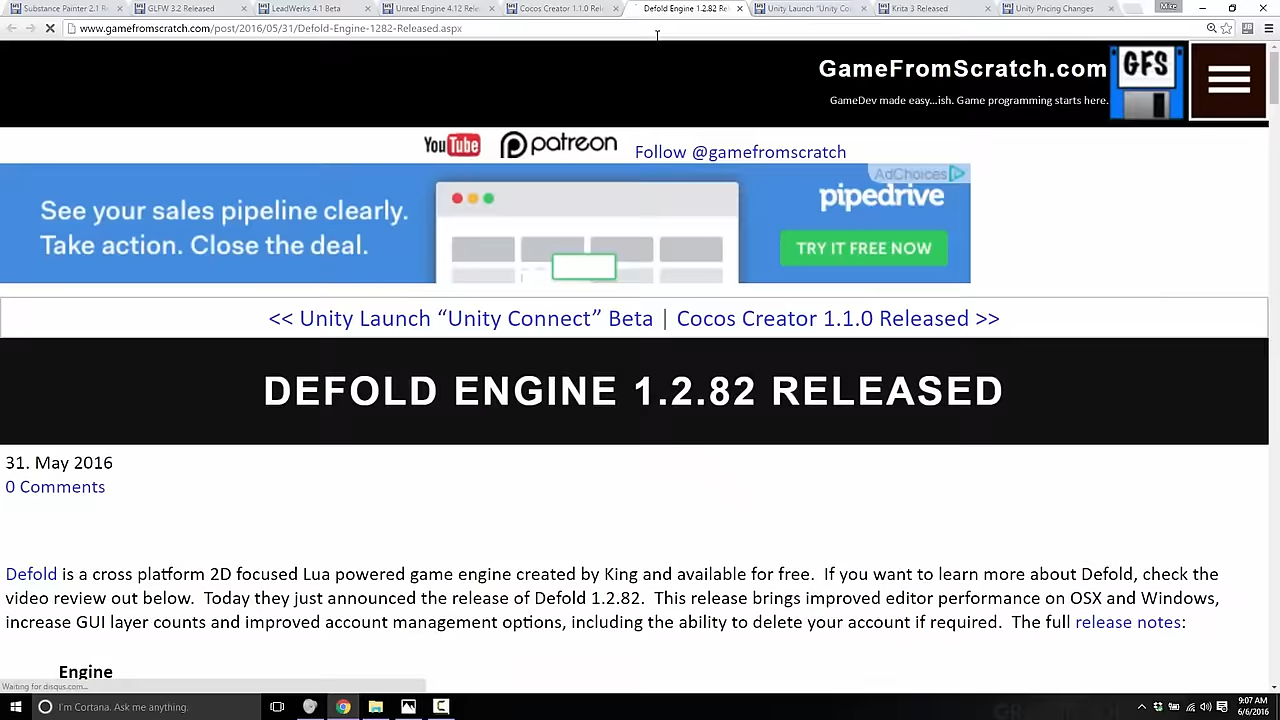 Substance Painter 2.1 R
GLFW 3.2 Released
LeadWerks 4.1 Beta
Unreal Engine 4.12 Rele
Cocos Creator 1.1.0 Rel
Defold Engine 1.2.82 Re
Unity Launch "Unity Co
Krita 3 Released
Unity Pricing Changes
Mike
www.gamefromscratch.com/post/2016/05/31/Defold-Engine-1282-Released.aspx
GameFromScratch.com
GFS
GameDev made easy...ish. Game programming starts here.
YouTube
patreon
Follow @gamefromscratch
AdChoices
See your sales pipeline clearly.
Take action. Close the deal.
pipedrive
TRY IT FREE NOW
<< Unity Launch “Unity Connect” Beta | Cocos Creator 1.1.0 Released >>
DEFOLD ENGINE 1.2.82 RELEASED
31. May 2016
0 Comments
Defold is a cross platform 2D focused Lua powered game engine created by King and available for free.  If you want to learn more about Defold, check the
video review out below.  Today they just announced the release of Defold 1.2.82.  This release brings improved editor performance on OSX and Windows,
increase GUI layer counts and improved account management options, including the ability to delete your account if required.  The full release notes:
Engine
Waiting for disqus.com...
I'm Cortana. Ask me anything.
9:07 AM
6/6/2016